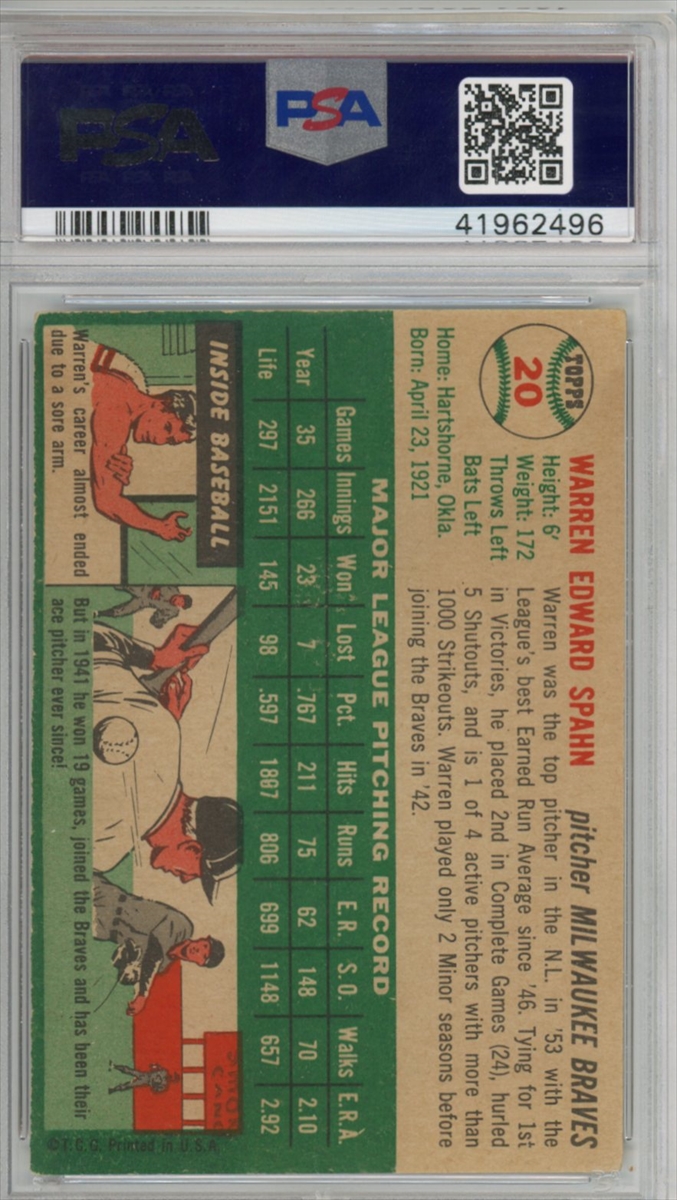 PSA
PSA
41962496
TOPPS
20
WARREN EDWARD SPAHN
pitcher MILWAUKEE BRAVES
Height: 6'
Weight: 172
Throws Left
Bats Left
Home: Hartshorne, Okla.
Born: April 23, 1921
Warren was the top pitcher in the N.L. in '53 with the
League's best Earned Run Average since '46. Tying for 1st
in Victories, he placed 2nd in Complete Games (24), hurled
5 Shutouts, and is 1 of 4 active pitchers with more than
1000 Strikeouts. Warren played only 2 Minor seasons before
joining the Braves in '42.
MAJOR LEAGUE PITCHING RECORD
Games Innings Won Lost Pct. Hits Runs E.R. S.O. Walks E.R.A
Year 35 266 23 7 .767 211 75 62 148 70 2.10
Life 297 2151 145 98 .597 1867 806 699 1148 657 2.92
INSIDE BASEBALL
Warren's career almost ended
due to a sore arm.
But in 1941 he won 19 games, joined the Braves and has been their
ace pitcher ever since!
© T.C.G. Printed in U.S.A.